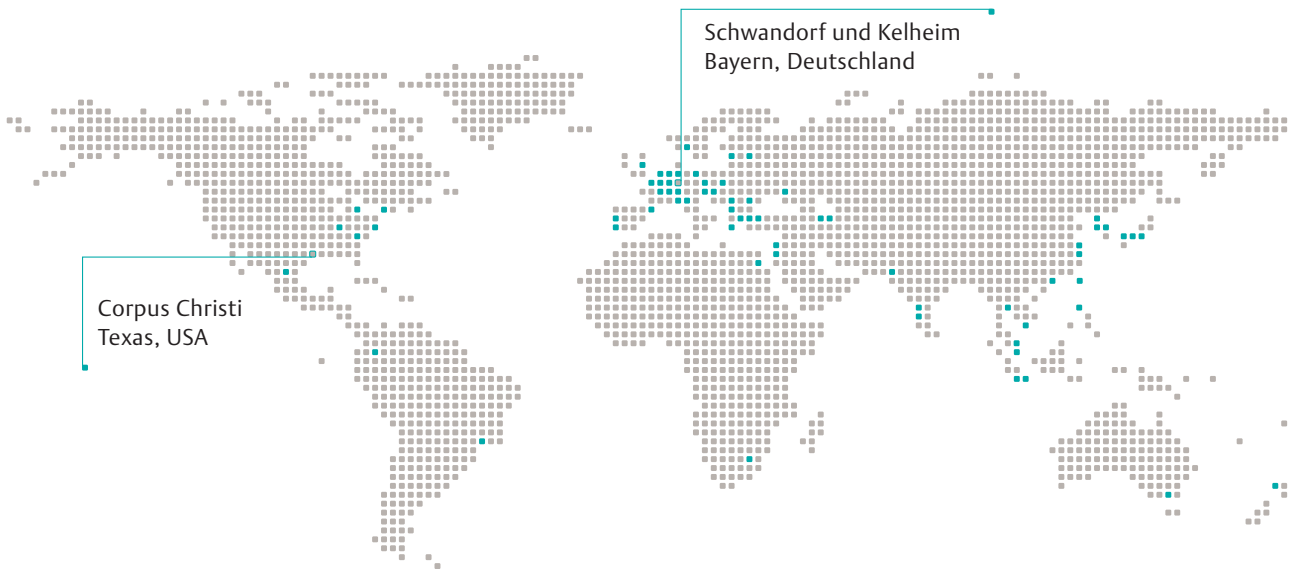 Schwandorf und Kelheim
Bayern, Deutschland
Corpus Christi
Texas, USA